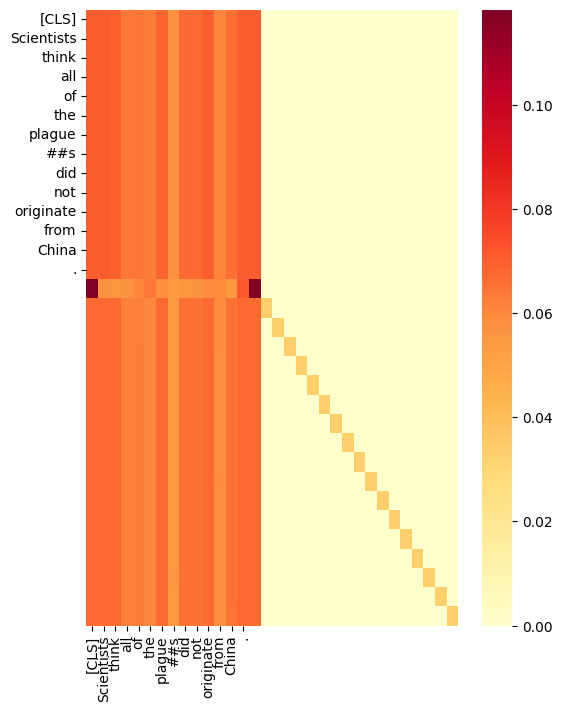 [CLS]
Scientists
think
all
of
the
plague
##s
did
not
originate
from
China
.
0.10
0.08
0.06
0.04
0.02
0.00
[CLS]
Scientists
think
all
of
the
plague
##s
did
not
originate
from
China
.